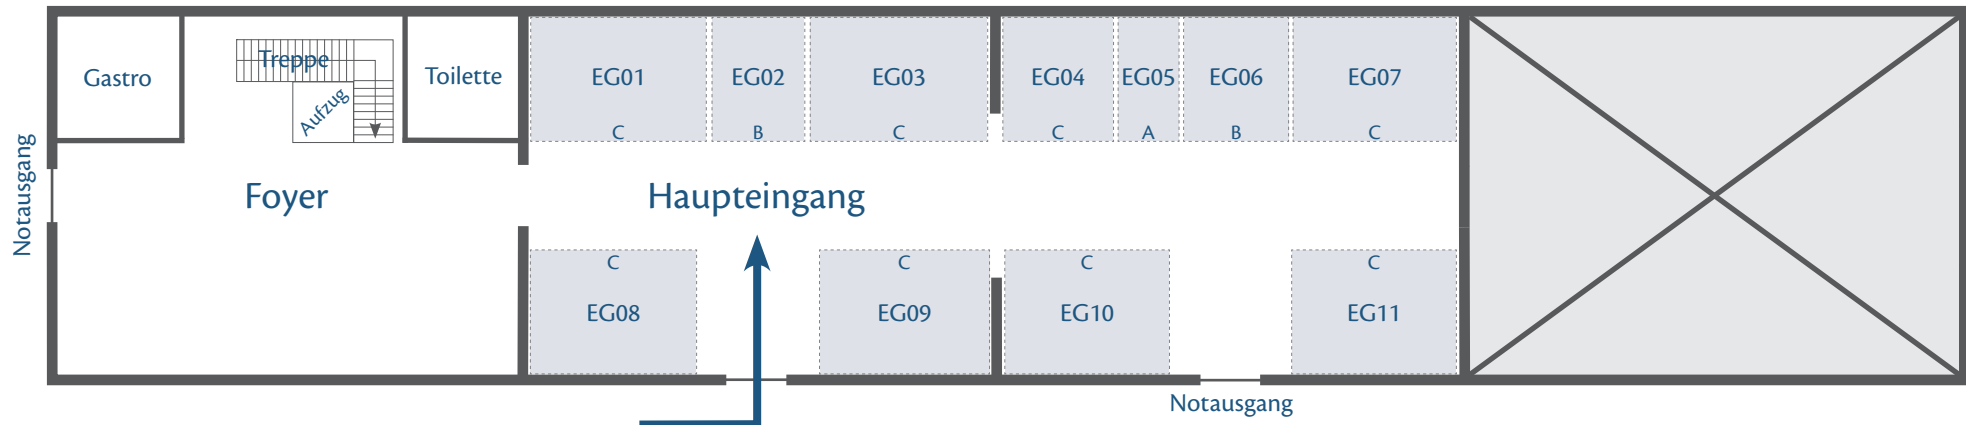 Gastro
Treppe
Aufzug
Toilette
EG01
C
EG02
B
EG03
C
EG04
C
EG05
A
EG06
B
EG07
C
Notausgang
Foyer
Haupteingang
C
EG08
C
EG09
C
EG10
C
EG11
Notausgang